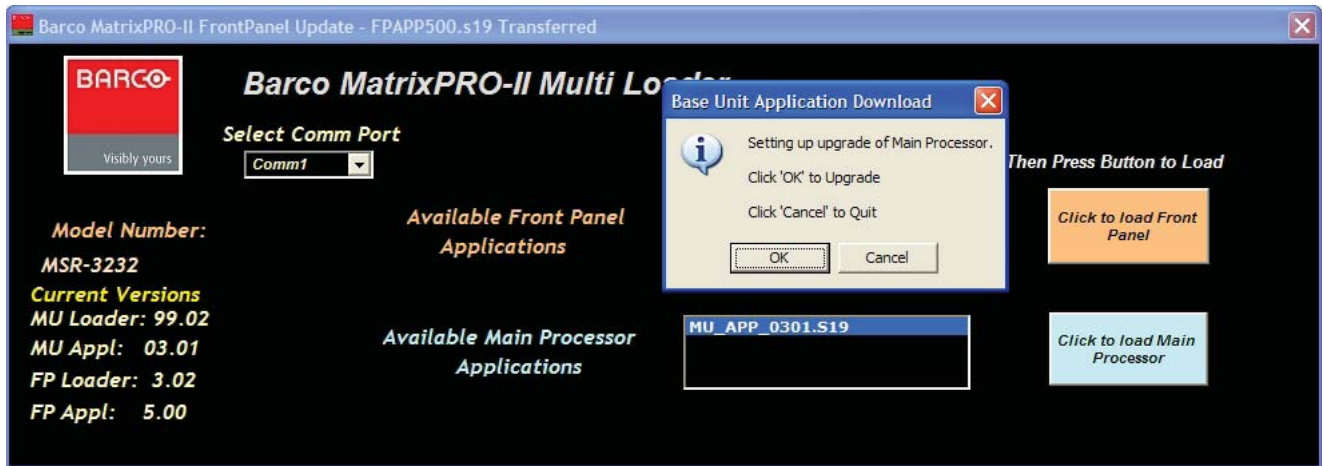 Barco MatrixPRO-II FrontPanel Update - FPAPP500.s19 Transferred
BARCO
Visibly yours
Barco MatrixPRO-II Multi Lo
Select Comm Port
Comm1
Base Unit Application Download
Setting up upgrade of Main Processor.
Click 'OK' to Upgrade
Click 'Cancel' to Quit
OK
Cancel
Then Press Button to Load
Available Front Panel
Applications
Click to load Front
Panel
Model Number:
MSR-3232
Current Versions
MU Loader: 99.02
MU Appl: 03.01
FP Loader: 3.02
FP Appl: 5.00
Available Main Processor
Applications
MU_APP_0301.S19
Click to load Main
Processor